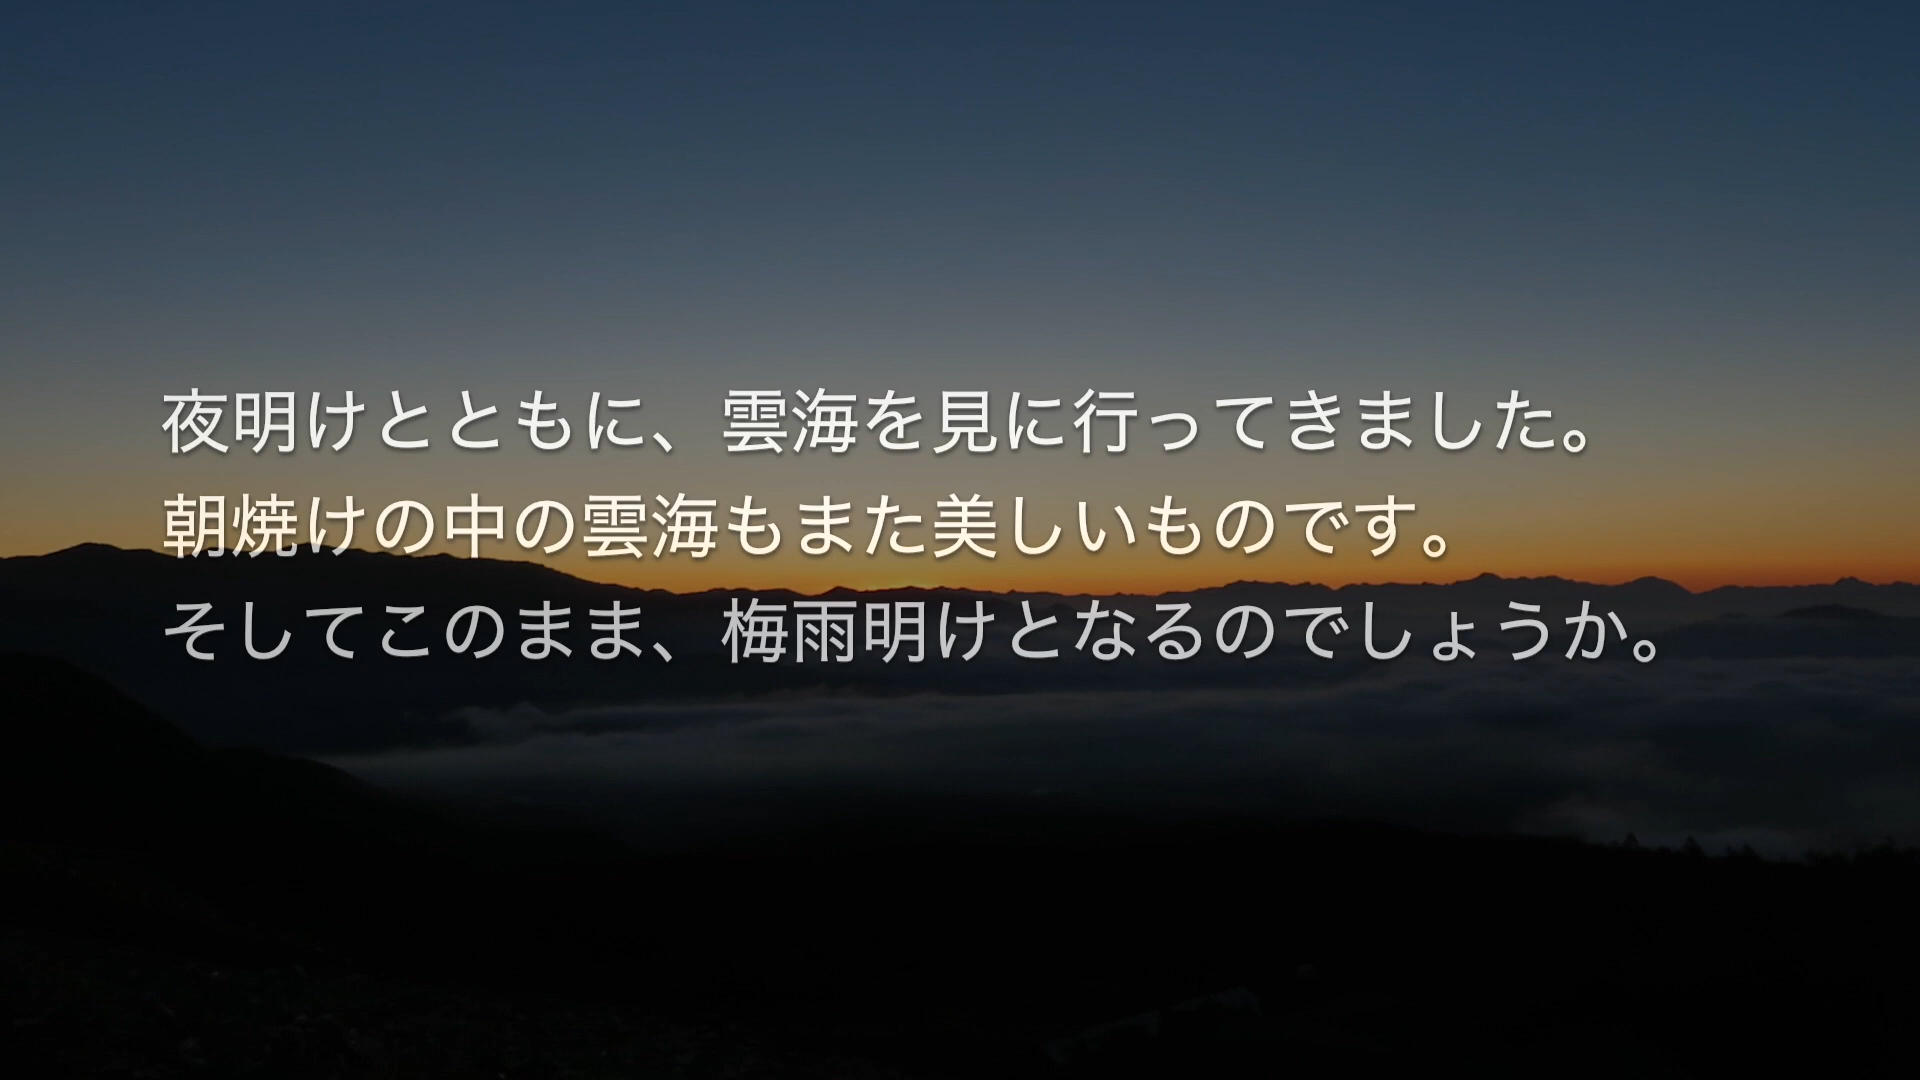 夜明けとともに、雲海を見に行ってきました。
朝焼けの中の雲海もまた美しいものです。
そしてこのまま、梅雨明けとなるのでしょうか。